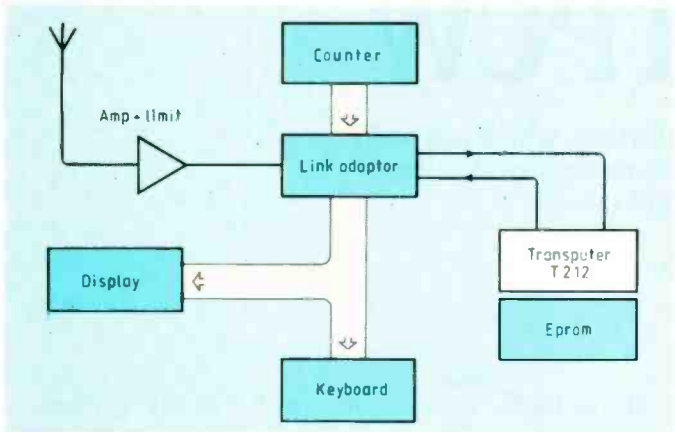 Counter
Amp + limit
Link adaptor
Transputer
T212
Display
Eprom
Keyboard